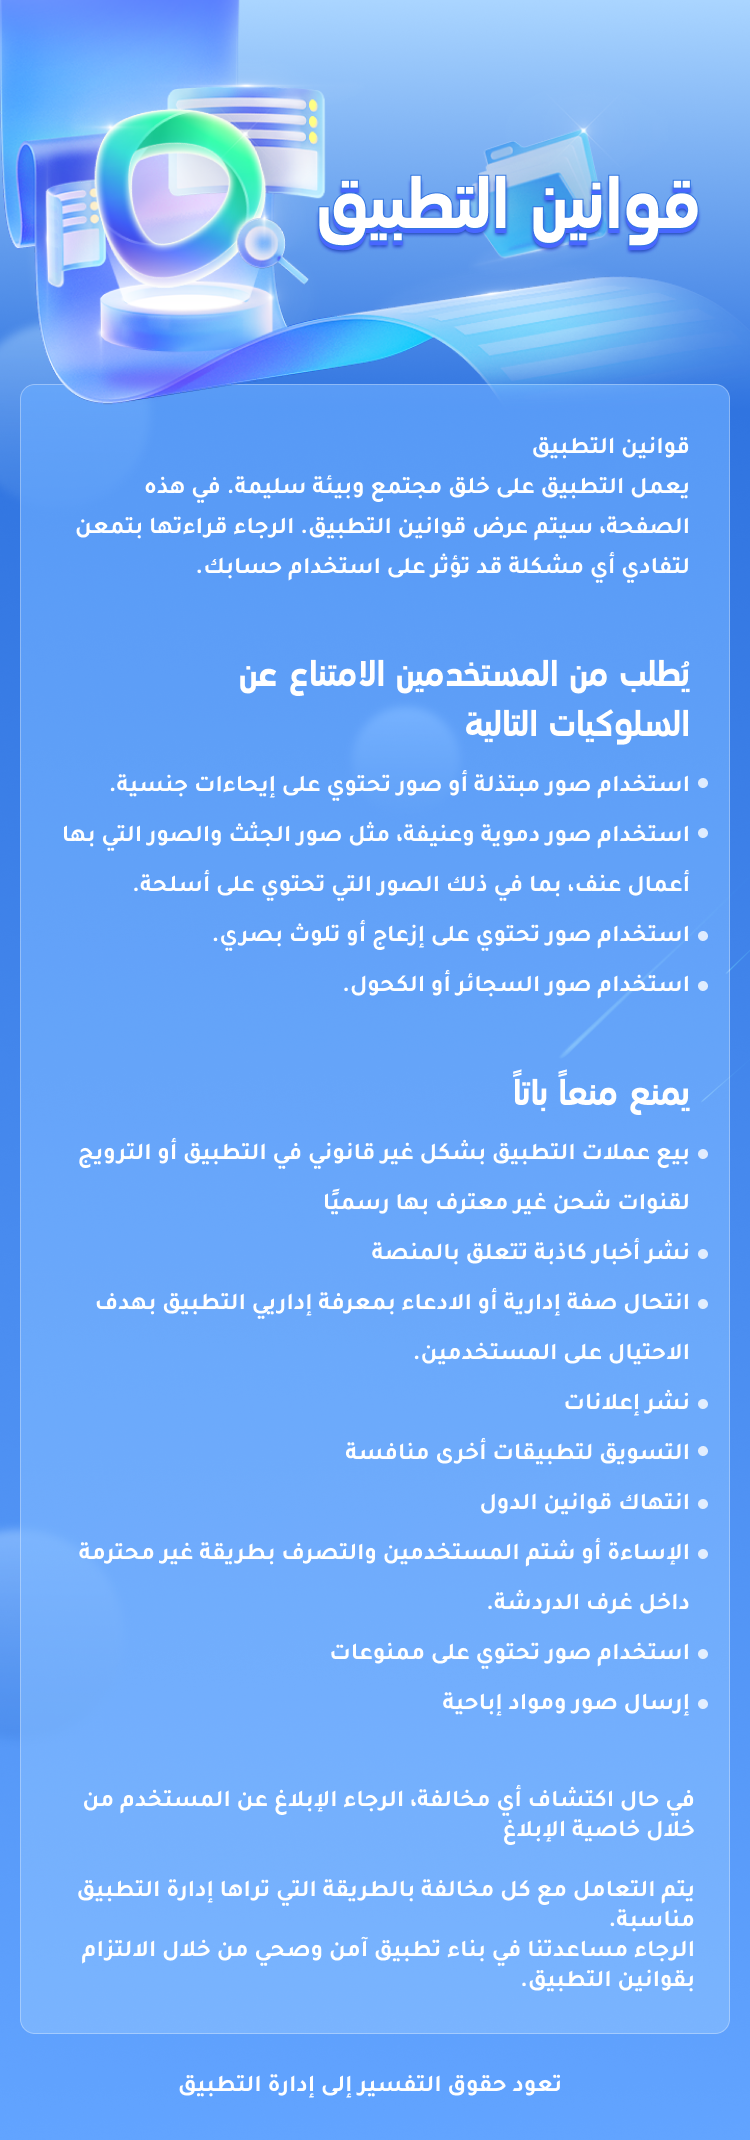 قوانين التطبيق
قوانين التطبيق
يعمل التطبيق على خلق مجتمع وبيئة سليمة. في هذه
الصفحة، سيتم عرض قوانين التطبيق. الرجاء قراءتها بتمعن
لتفادي أي مشكلة قد تؤثر على استخدام حسابك.
يُطلب من المستخدمين الامتناع عن
السلوكيات التالية
استخدام صور مبتذلة أو صور تحتوي على إيحاءات جنسية.
استخدام صور دموية وعنيفة، مثل صور الجثث والصور التي بها
أعمال عنف، بما في ذلك الصور التي تحتوي على أسلحة.
استخدام صور تحتوي على إزعاج أو تلوث بصري.
استخدام صور السجائر أو الكحول.
يمنع منعاً باتاً
بيع عملات التطبيق بشكل غير قانوني في التطبيق أو الترويج
لقنوات شحن غير معترف بها رسميًا
نشر أخبار كاذبة تتعلق بالمنصة
انتحال صفة إدارية أو الادعاء بمعرفة إداريي التطبيق بهدف
الاحتيال على المستخدمين.
نشر إعلانات
التسويق لتطبيقات أخرى منافسة
انتهاك قوانين الدول
الإساءة أو شتم المستخدمين والتصرف بطريقة غير محترمة
داخل غرف الدردشة.
استخدام صور تحتوي على ممنوعات
إرسال صور ومواد إباحية
في حال اكتشاف أي مخالفة، الرجاء الإبلاغ عن المستخدم من
خلال خاصية الإبلاغ
يتم التعامل مع كل مخالفة بالطريقة التي تراها إدارة التطبيق
مناسبة.
الرجاء مساعدتنا في بناء تطبيق آمن وصحي من خلال الالتزام
بقوانين التطبيق.
تعود حقوق التفسير إلى إدارة التطبيق